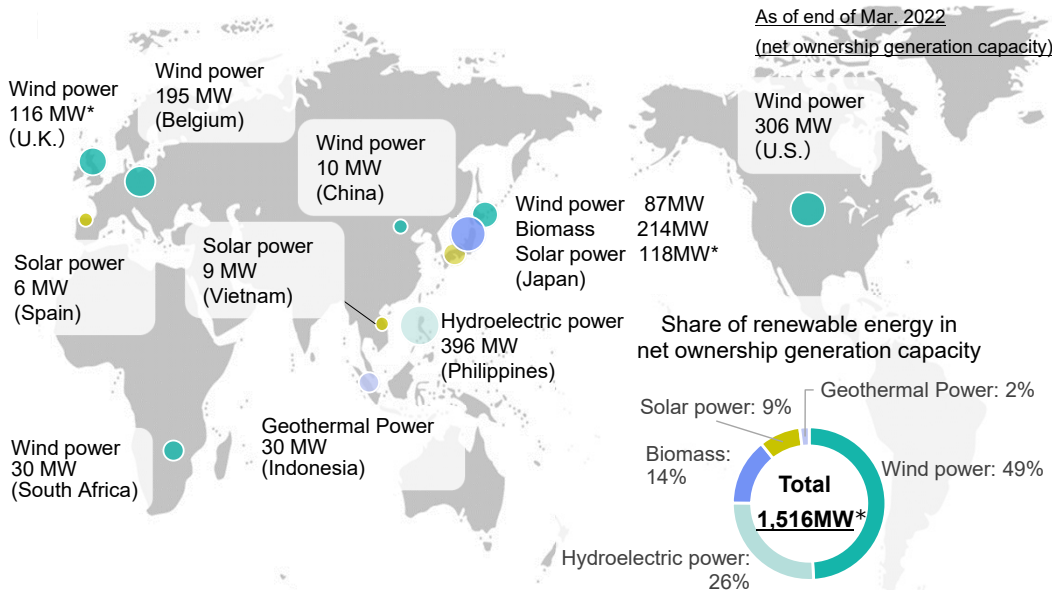 As of end of Mar. 2022
(net ownership generation capacity)
Wind power
116 MW*
(U.K.)
Wind power
195 MW
(Belgium)
Wind power
10 MW
(China)
Wind power
306 MW
(U.S.)
Wind power 87MW
Biomass 214MW
Solar power 118MW*
(Japan)
Solar power
6 MW
(Spain)
Solar power
9 MW
(Vietnam)
Hydroelectric power
396 MW
(Philippines)
Geothermal Power
30 MW
(Indonesia)
Wind power
30 MW
(South Africa)
Share of renewable energy in
net ownership generation capacity
Geothermal Power: 2%
Solar power: 9%
Biomass:
14%
Wind power: 49%
Total
1,516MW*
Hydroelectric power:
26%